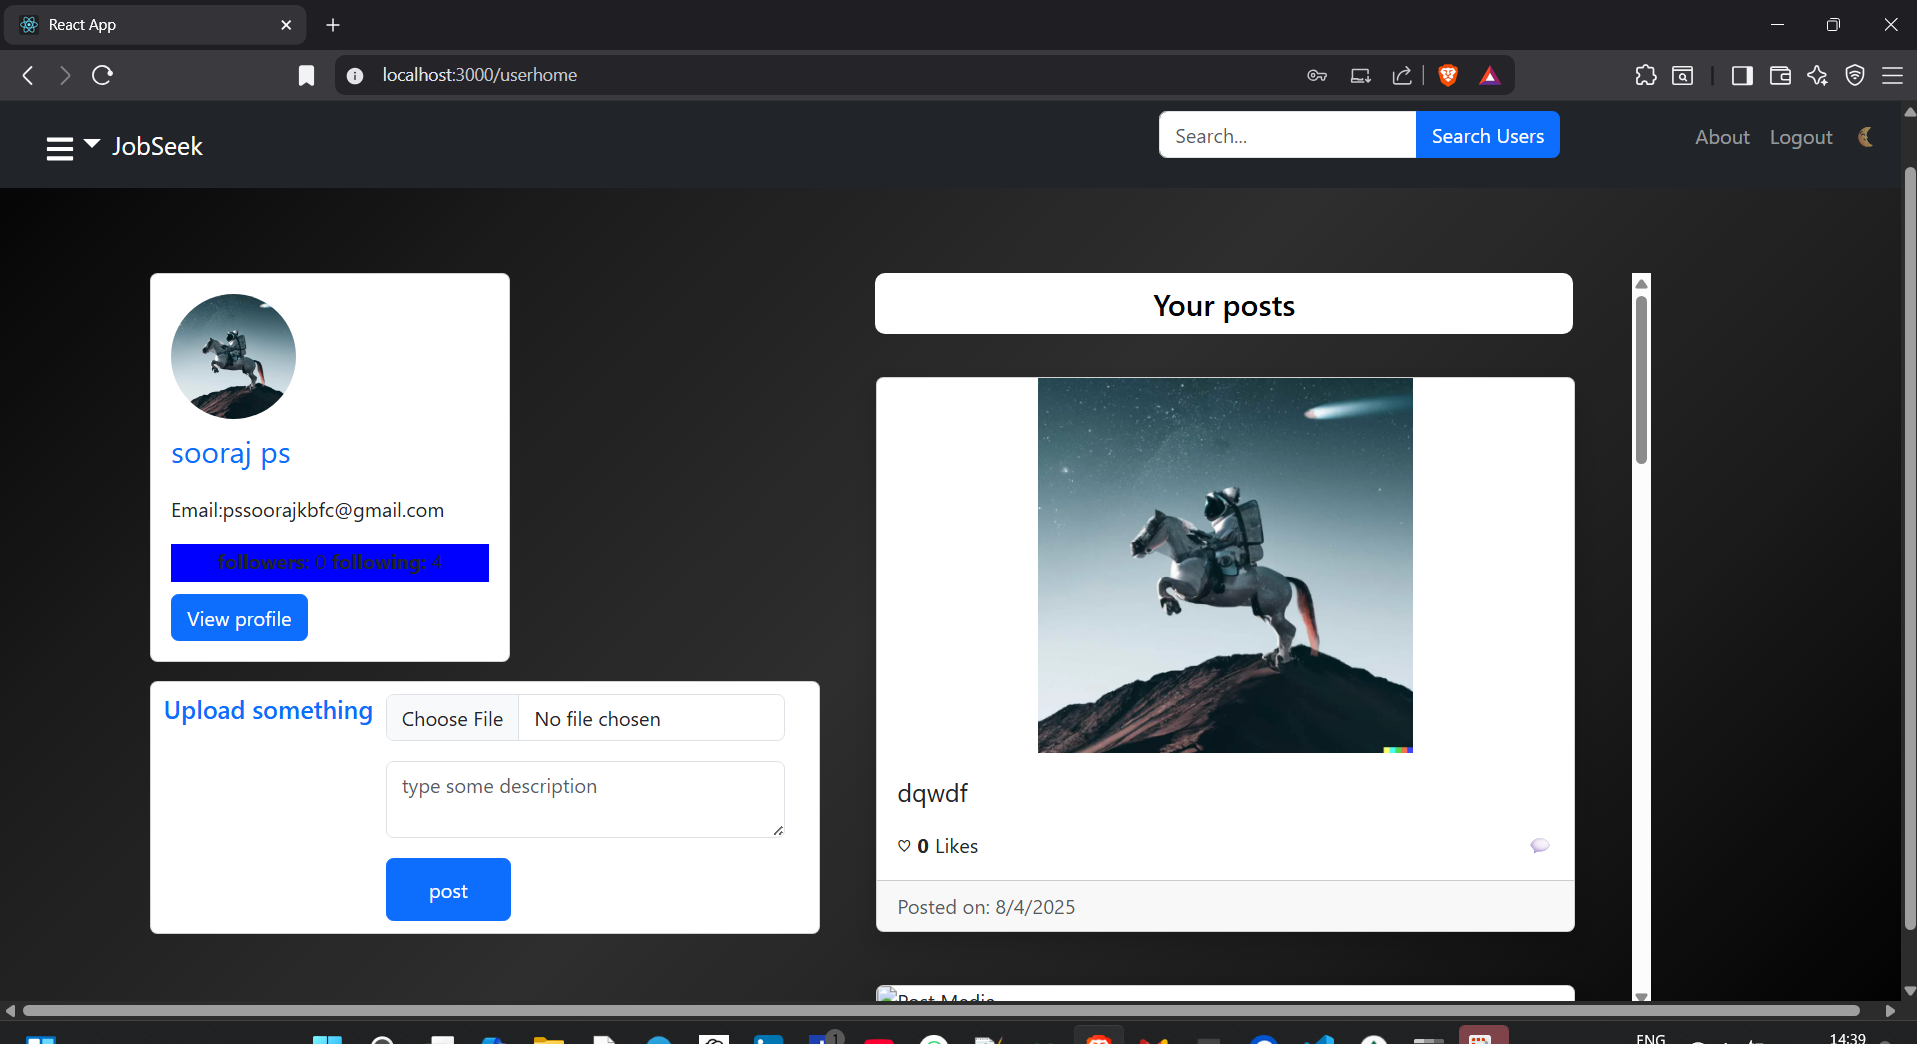 React App
localhost:3000/userhome
JobSeek
Search...
Search Users
About
Logout
sooraj ps
Email:pssoorajkbfc@gmail.com
followers: 0 following: 4
View profile
Upload something
Choose File
No file chosen
type some description
post
Your posts
dqwdf
♡ 0 Likes
Posted on: 8/4/2025
Post Media
1
ENG
14:39